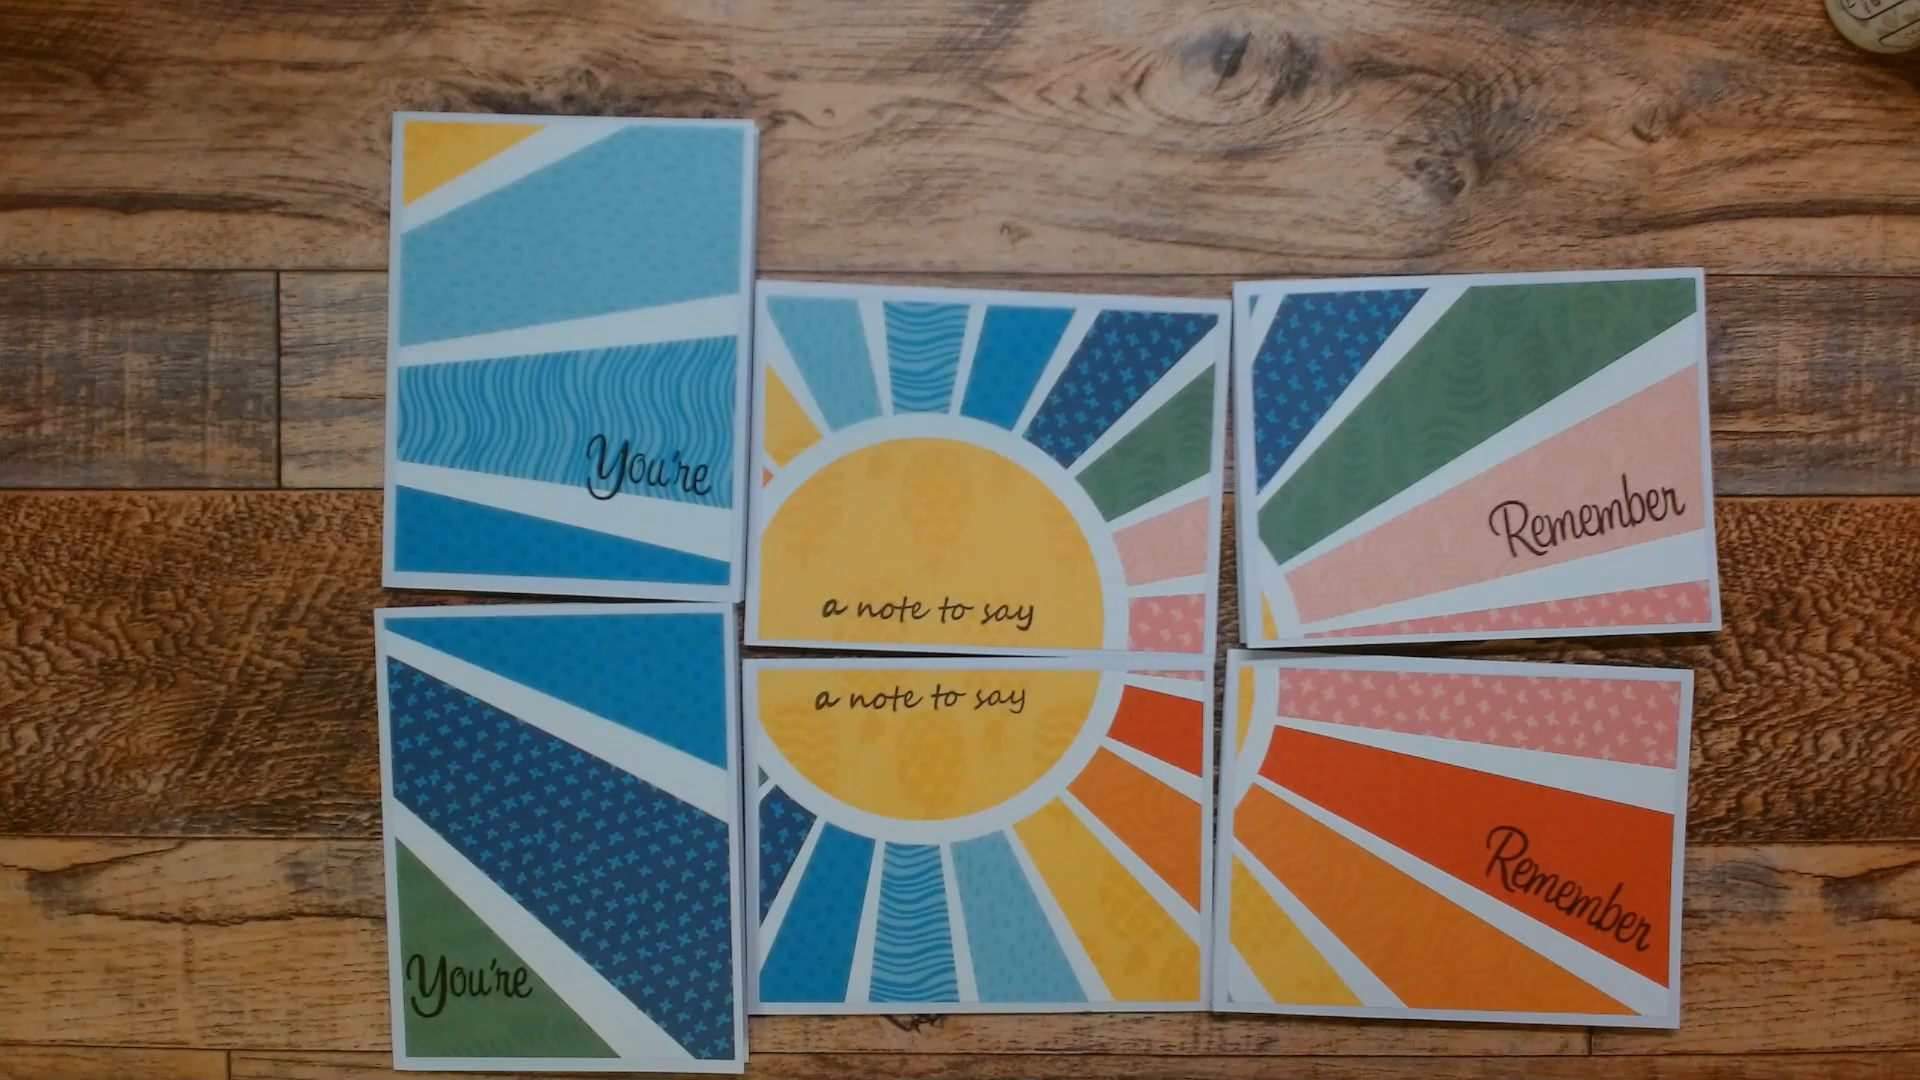 You're
a note to say
Remember
You're
a note to say
Remember